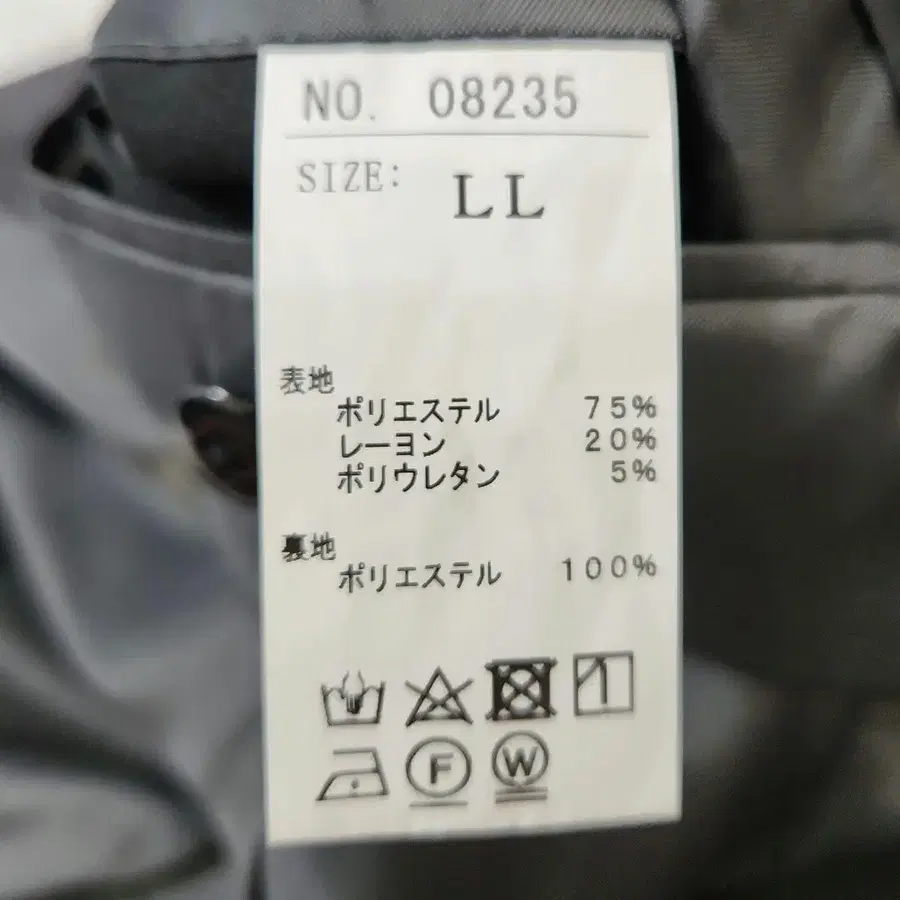 NO. 08235
SIZE: LL
表地
ポリエステル 75%
レーヨン 20%
ポリウレタン 5%
裏地
ポリエステル 100%
F W